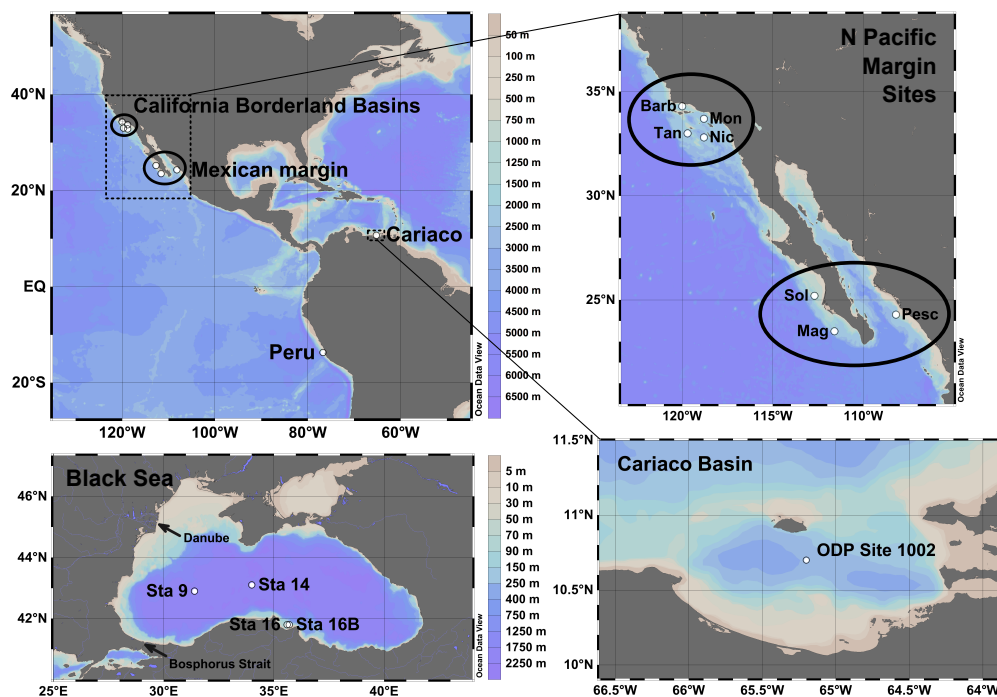 California Borderland Basins
Mexican margin
Cariaco
Peru
40°N
20°N
EQ
20°S
120°W
100°W
80°W
60°W
Ocean Data View
50 m
100 m
250 m
500 m
750 m
1000 m
1250 m
1500 m
2000 m
2500 m
3000 m
3500 m
4000 m
4500 m
5000 m
5500 m
6000 m
6500 m
N Pacific
Margin
Sites
Barb
Mon
Tan
Nic
Sol
Mag
Pesc
35°N
30°N
25°N
120°W
115°W
110°W
Ocean Data View
Black Sea
Danube
Sta 9
Sta 14
Sta 16
Sta 16B
Bosphorus Strait
46°N
44°N
42°N
25°E
30°E
35°E
40°E
Ocean Data View
5 m
10 m
30 m
50 m
70 m
90 m
150 m
250 m
400 m
750 m
1250 m
1750 m
2250 m
Cariaco Basin
ODP Site 1002
11.5°N
11°N
10.5°N
10°N
66.5°W
66°W
65.5°W
65°W
64.5°W
64°W